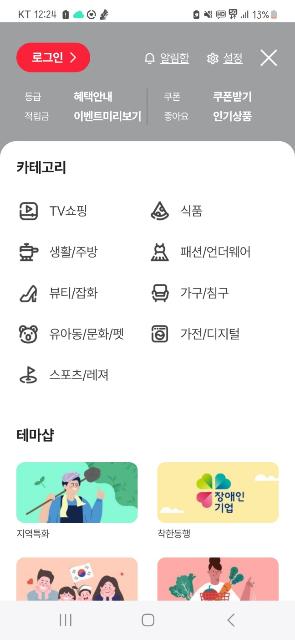 KT 12:24 13%
로그인 알림함 설정
등급 혜택안내 쿠폰 쿠폰받기
적립금 이벤트미리보기 좋아요 인기상품
카테고리
TV쇼핑 식품
생활/주방 패션/언더웨어
뷰티/잡화 가구/침구
유아동/문화/펫 가전/디지털
스포츠/레져
테마샵
장애인
기업
지역특화 착한동행